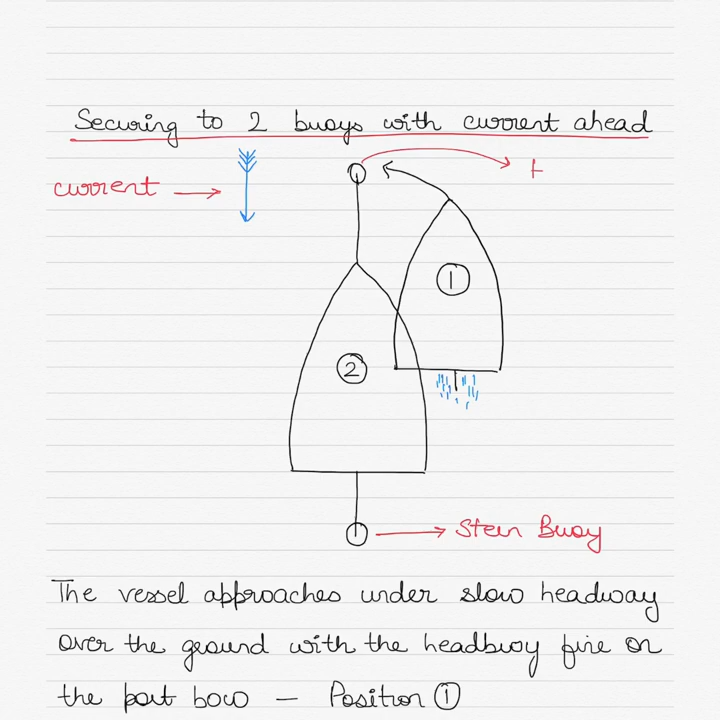 Securing to 2 buoys with current ahead
current
1
2
Stern Buoy
The vessel approaches under slow headway
over the ground with the headbuoy fine on
the port bow — Position 1